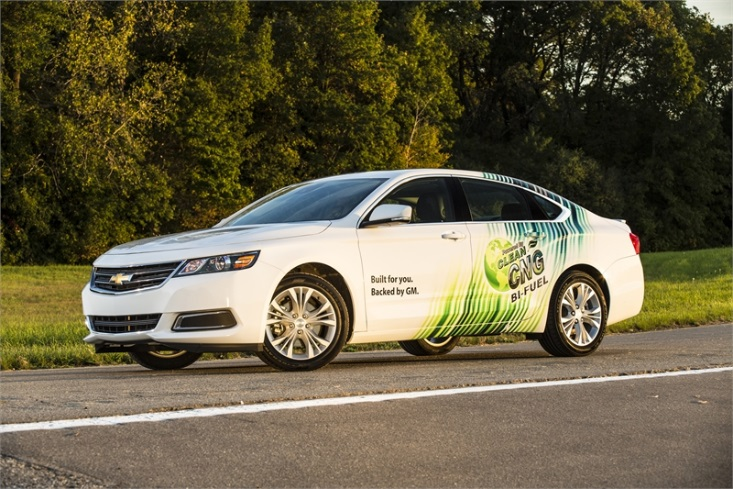 Built for you.
Backed by GM.
CLEAN
CNG
BI-FUEL